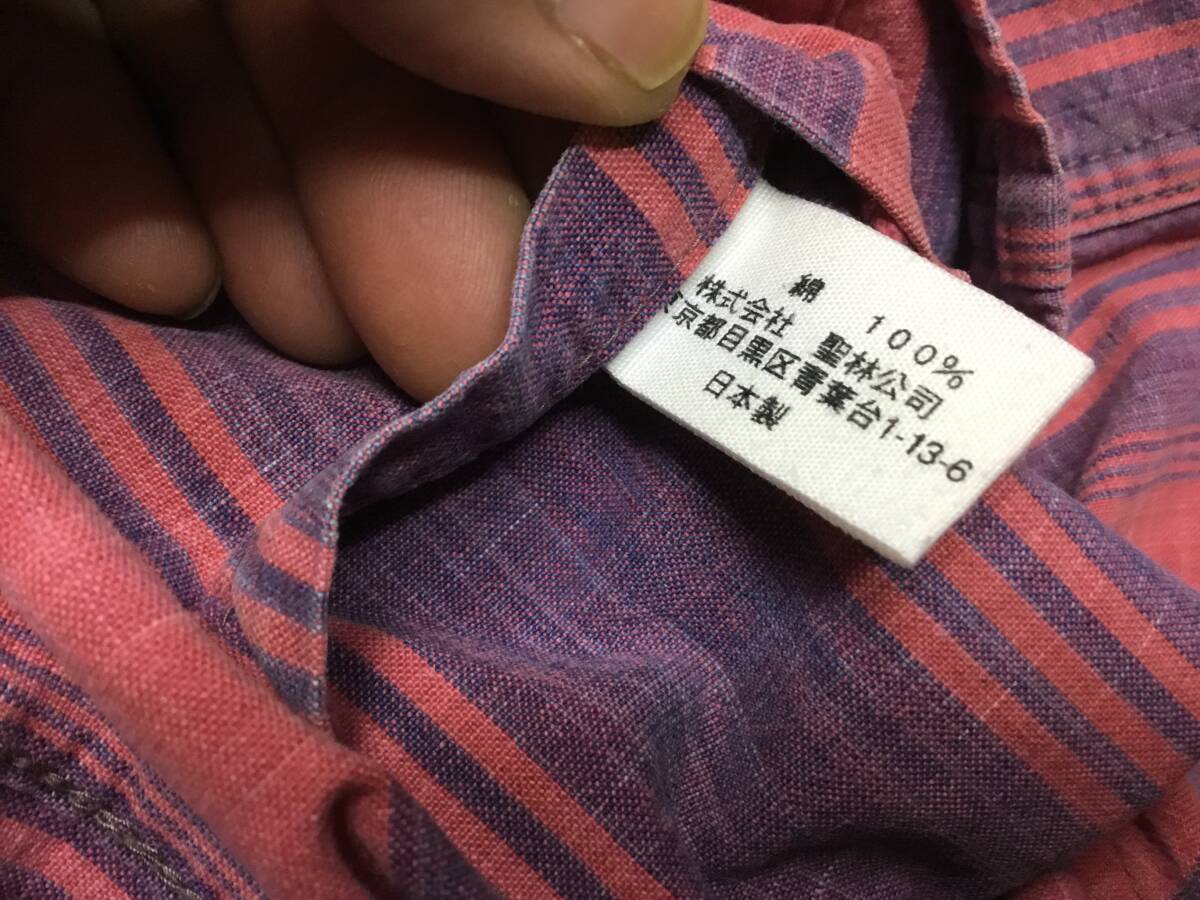 綿 100%
株式会社 聖林公司
東京都目黒区青葉台1-13-6
日本製